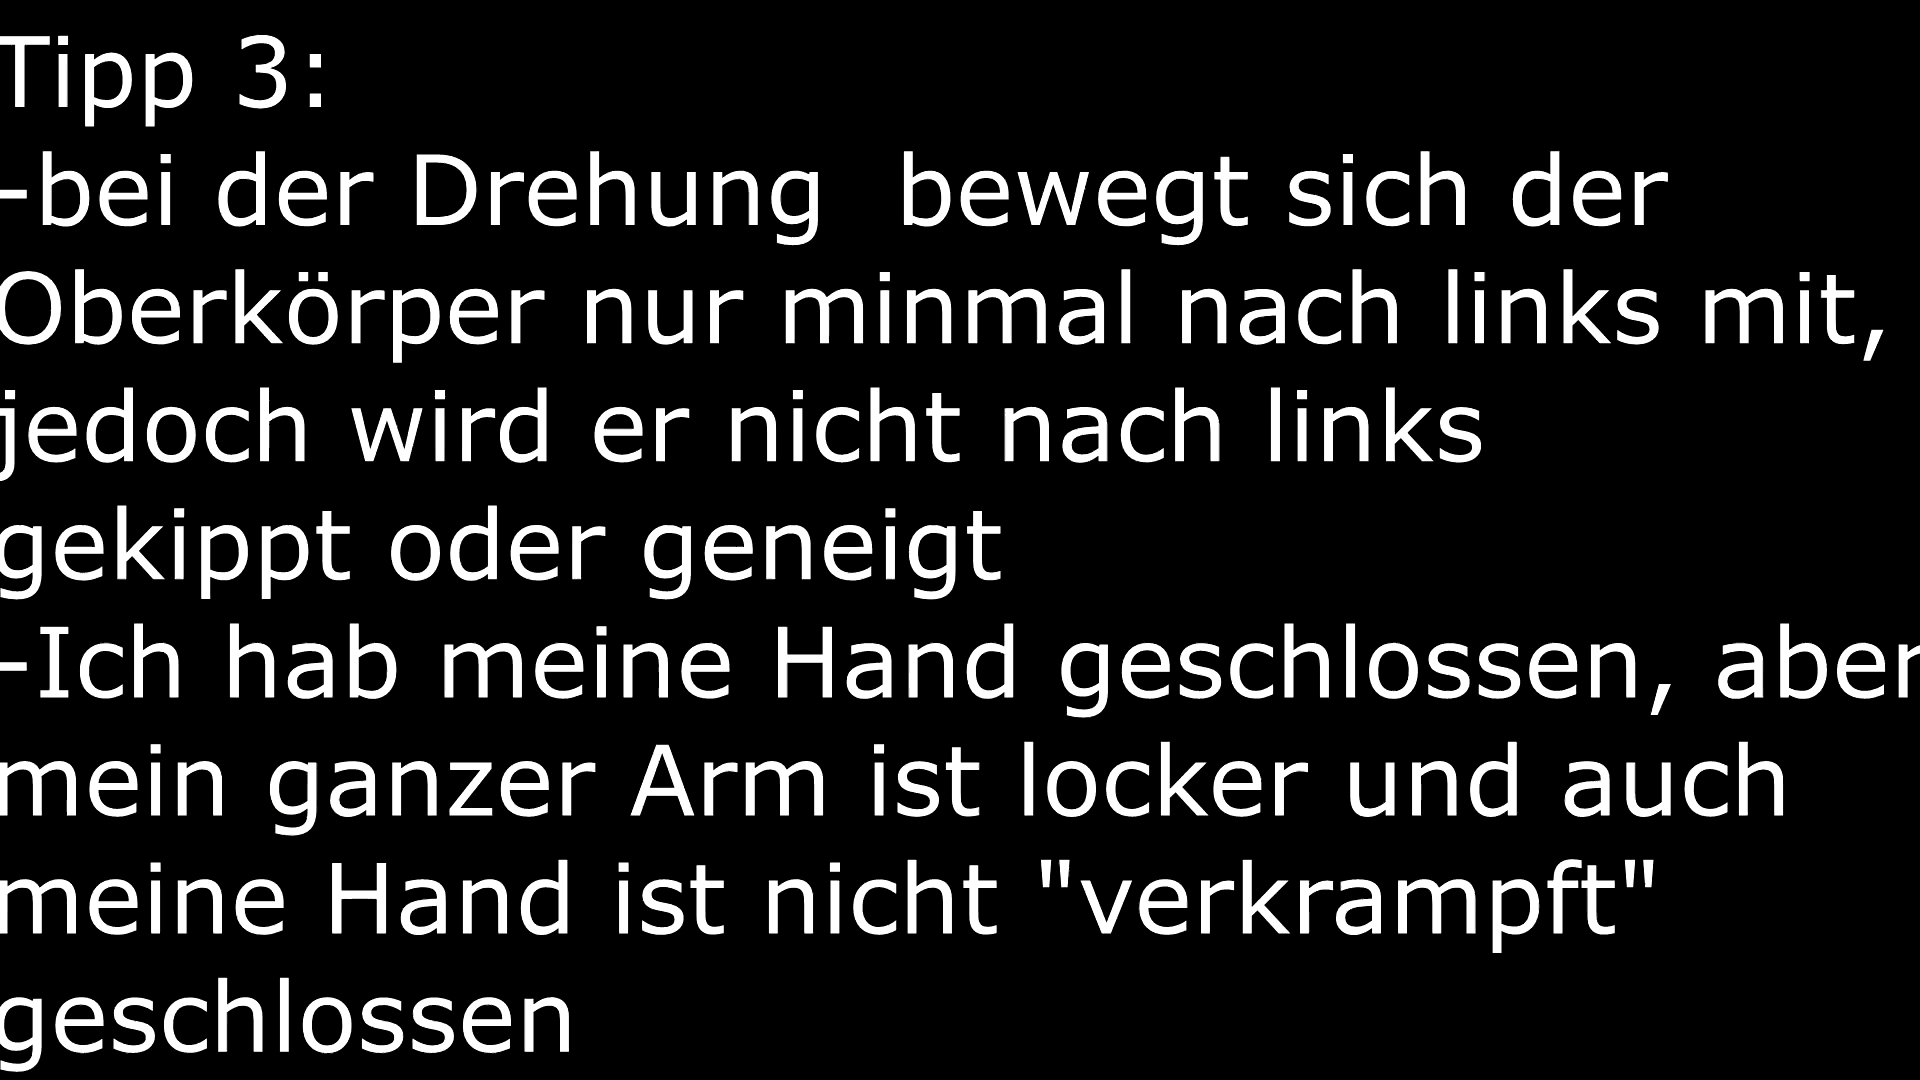 Tipp 3:
-bei der Drehung  bewegt sich der
Oberkörper nur minmal nach links mit,
jedoch wird er nicht nach links
gekippt oder geneigt
-Ich hab meine Hand geschlossen, aber
mein ganzer Arm ist locker und auch
meine Hand ist nicht "verkrampft"
geschlossen